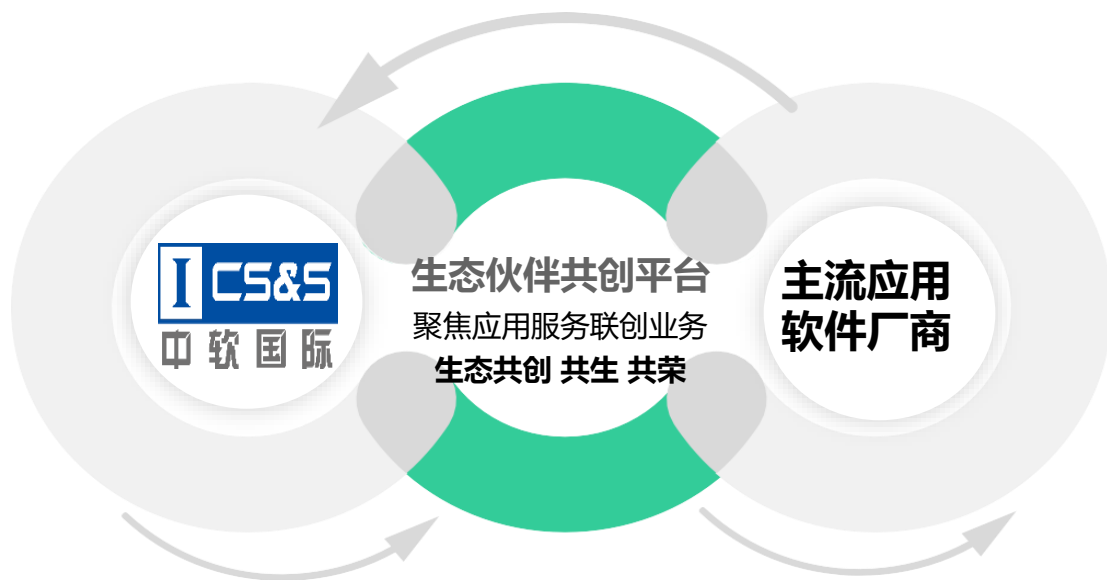 I CS&S
中软国际
生态伙伴共创平台
聚焦应用服务联创业务
生态共创 共生 共荣
主流应用
软件厂商